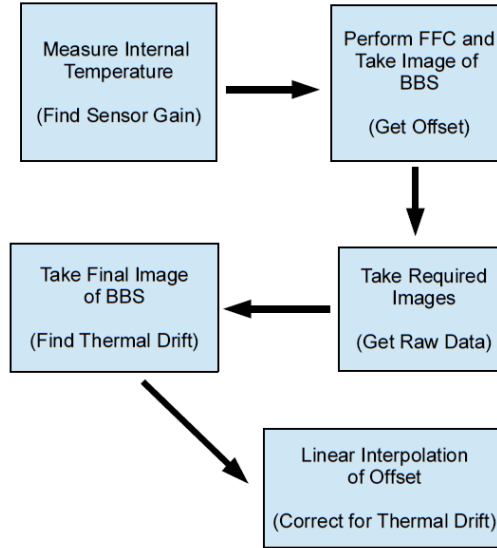 Measure Internal
Temperature
(Find Sensor Gain)
Perform FFC and
Take Image of
BBS
(Get Offset)
Take Required
Images
(Get Raw Data)
Take Final Image
of BBS
(Find Thermal Drift)
Linear Interpolation
of Offset
(Correct for Thermal Drift)